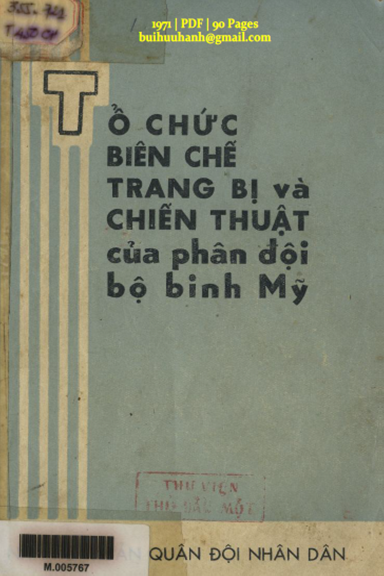 1971 | PDF | 90 Pages
buihuuhanh@gmail.com
TỔ CHỨC
BIÊN CHẾ
TRANG BỊ và
CHIẾN THUẬT
của phân đội
bộ binh Mỹ
THƯ VIỆN
QUÂN ĐỘI NHÂN DÂN
M.005767